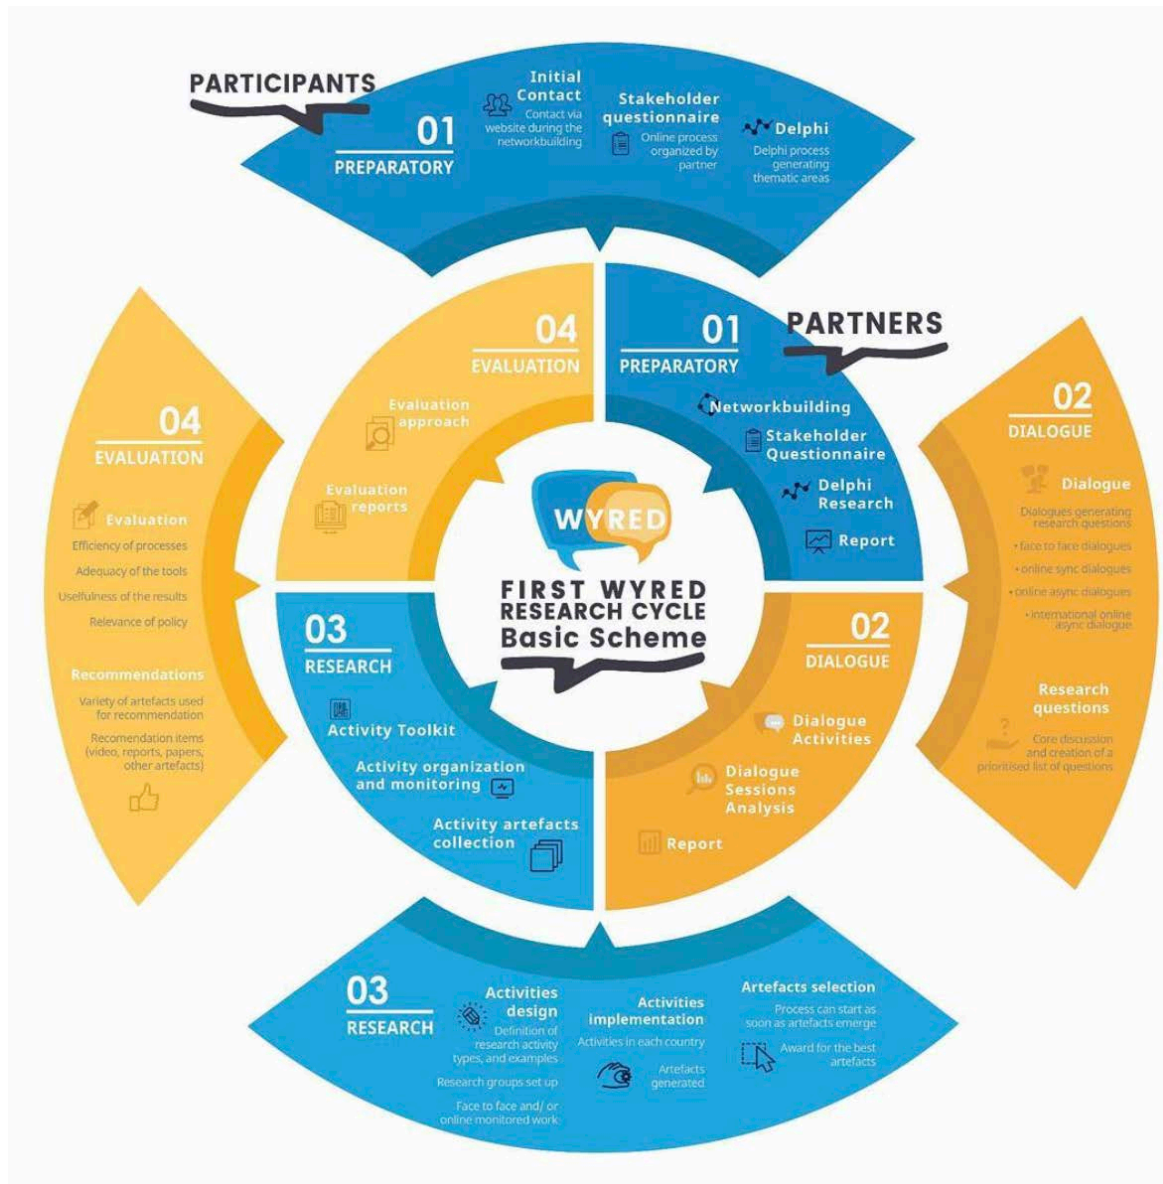 PARTICIPANTS
01
PREPARATORY
Initial
Contact
Contact via
website during the
networkbuilding
Stakeholder
questionnaire
Online process
organized by
partner
Delphi
Delphi process
generating
thematic areas
PARTNERS
01
PREPARATORY
Networkbuilding
Stakeholder
Questionnaire
Delphi
Research
Report
04
EVALUATION
Evaluation
approach
Evaluation
reports
02
DIALOGUE
Dialogue
Dialogues generating
research questions
• face to face dialogues
• online sync dialogues
• online async dialogues
• international online
async dialogue
Research
questions
Core discussion
and creation of a
prioritised list of questions
04
EVALUATION
Evaluation
Efficiency of processes
Adequacy of the tools
Uselfulness of the results
Relevance of policy
Recommendations
Variety of artefacts used
for recommendation
Recomendation items
(video, reports, papers,
other artefacts)
WYRED
FIRST WYRED
RESEARCH CYCLE
Basic Scheme
03
RESEARCH
Activity Toolkit
Activity organization
and monitoring
Activity artefacts
collection
02
DIALOGUE
Dialogue
Activities
Dialogue
Sessions
Analysis
Report
03
RESEARCH
Activities
design
Definition of
research activity
types, and examples
Research groups set up
Face to face and/ or
online monitored work
Activities
implementation
Activities in each country
Artefacts
generated
Artefacts selection
Process can start as
soon as artefacts emerge
Award for the best
artefacts